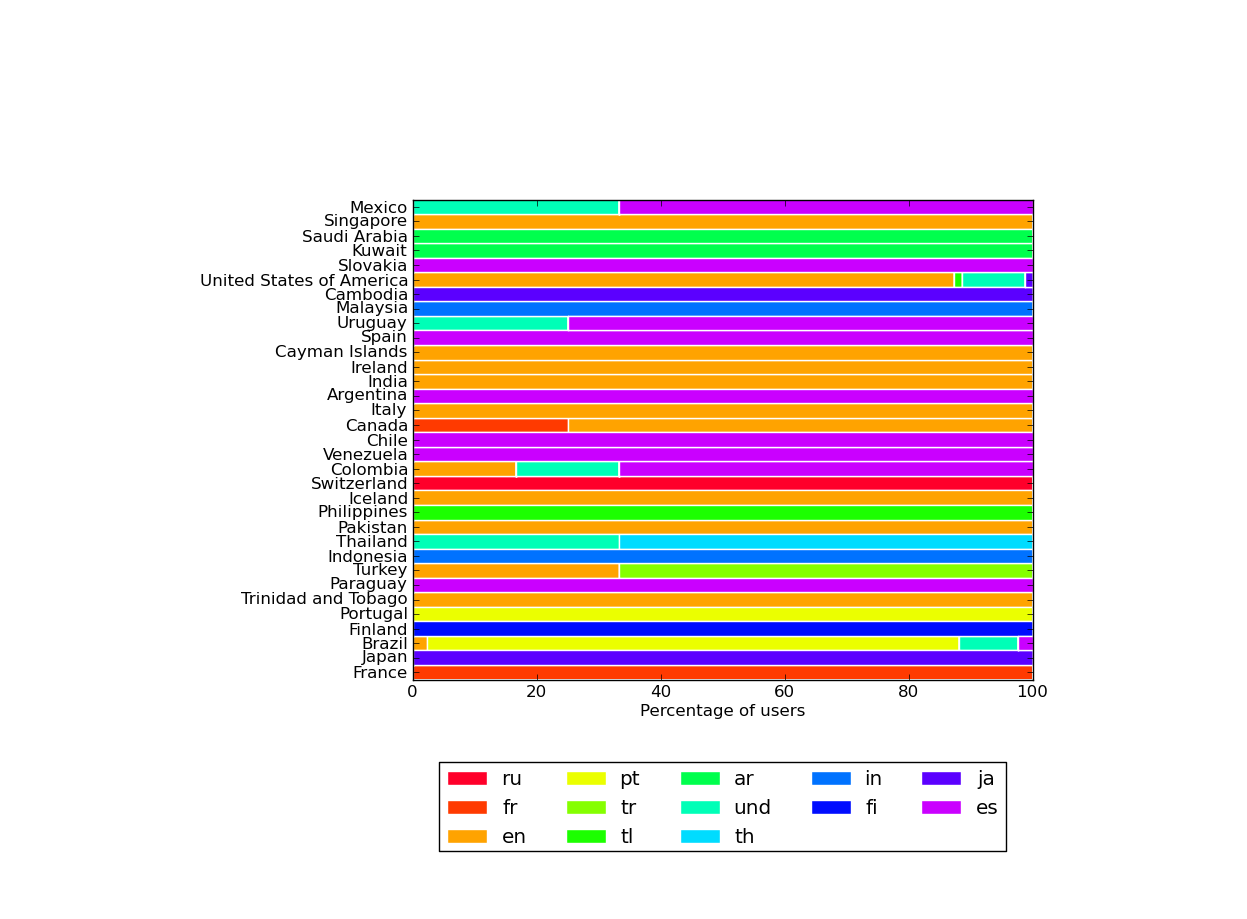 Mexico
Singapore
Saudi Arabia
Kuwait
Slovakia
United States of America
Cambodia
Malaysia
Uruguay
Spain
Cayman Islands
Ireland
India
Argentina
Italy
Canada
Chile
Venezuela
Colombia
Switzerland
Iceland
Philippines
Pakistan
Thailand
Indonesia
Turkey
Paraguay
Trinidad and Tobago
Portugal
Finland
Brazil
Japan
France
0 20 40 60 80 100
Percentage of users
ru pt ar in ja
fr tr und fi es
en tl th